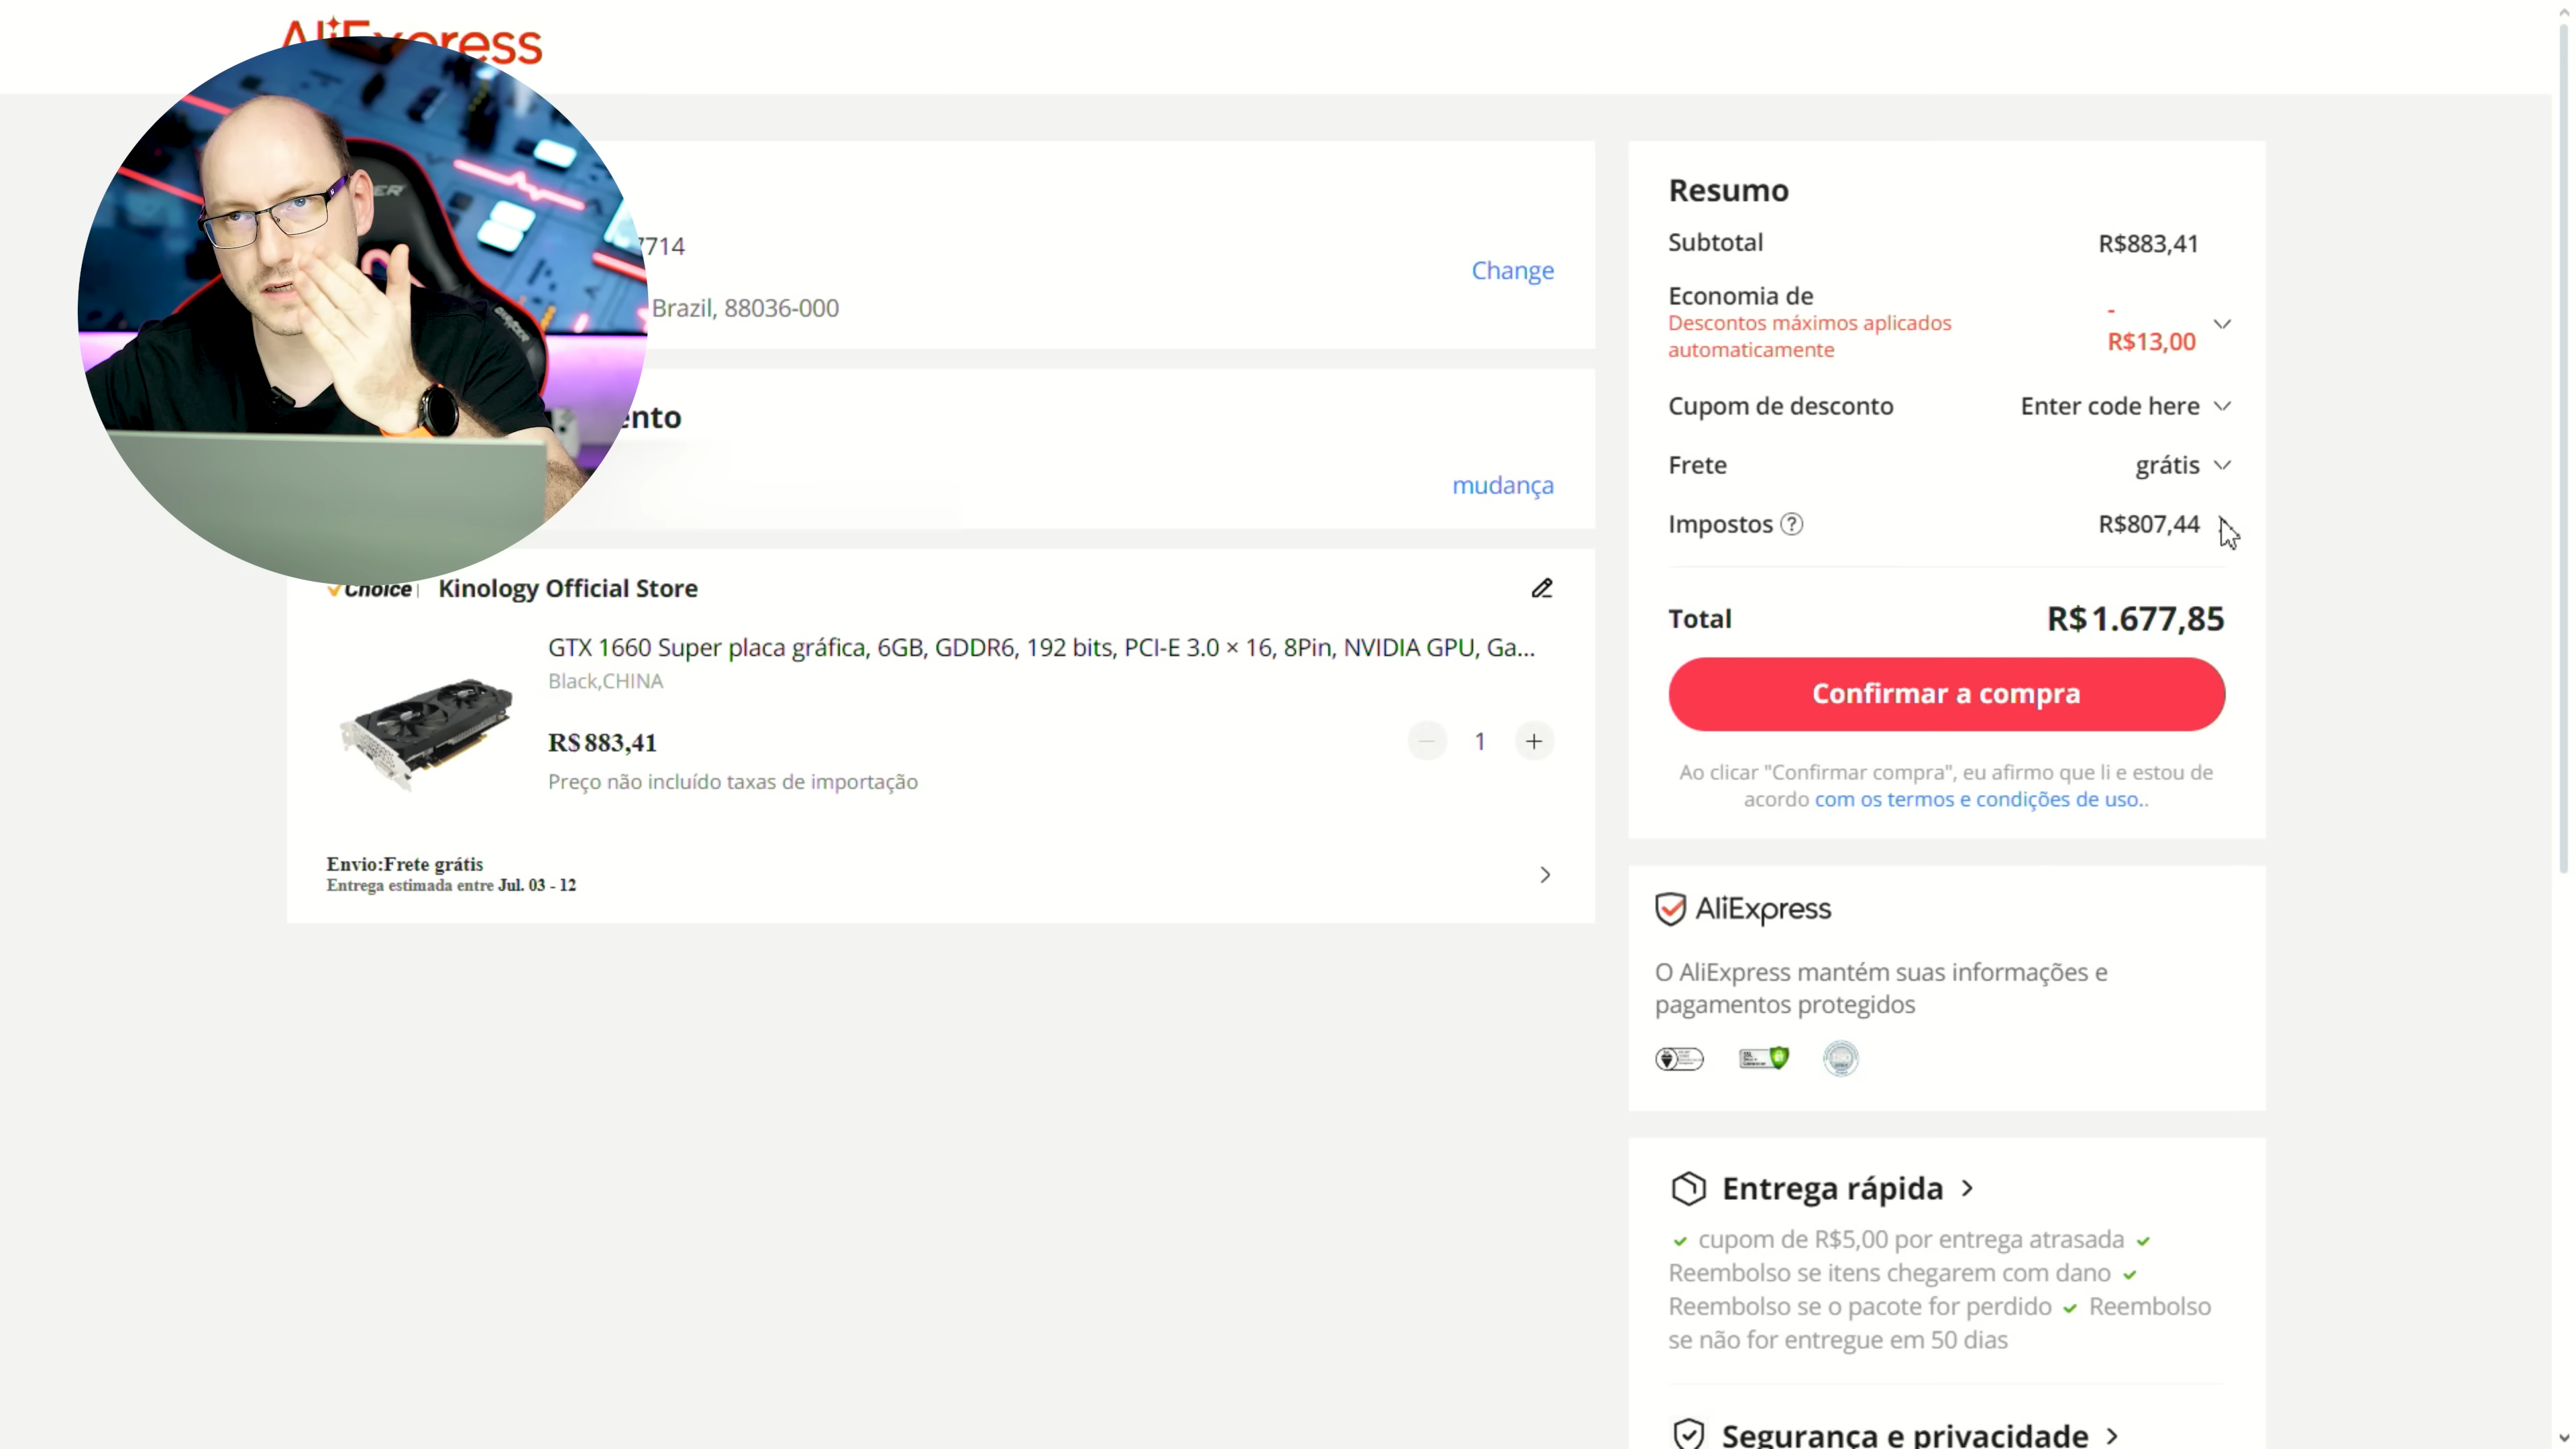 AliExpress
7714
Change
Brazil, 88036-000
ento
mudança
Choice | Kinology Official Store
GTX 1660 Super placa gráfica, 6GB, GDDR6, 192 bits, PCI-E 3.0 × 16, 8Pin, NVIDIA GPU, Ga...
Black,CHINA
R$883,41
1
Preço não incluído taxas de importação
Envio:Frete grátis
Entrega estimada entre Jul. 03 - 12
Resumo
Subtotal R$883,41
Economia de
Descontos máximos aplicados
automaticamente
-
R$13,00
Cupom de desconto Enter code here
Frete grátis
Impostos ? R$807,44
Total R$1.677,85
Confirmar a compra
Ao clicar "Confirmar compra", eu afirmo que li e estou de
acordo com os termos e condições de uso..
AliExpress
O AliExpress mantém suas informações e
pagamentos protegidos
Entrega rápida
cupom de R$5,00 por entrega atrasada
Reembolso se itens chegarem com dano
Reembolso se o pacote for perdido Reembolso
se não for entregue em 50 dias
Segurança e privacidade